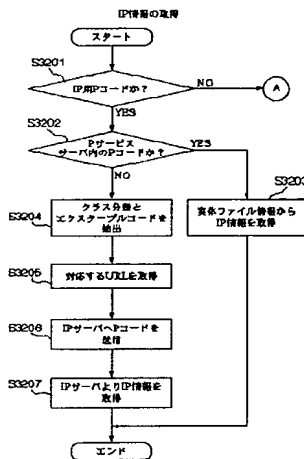 IP情報の取得
スタート
S3201
IP用Pコードか?
NO
A
YES
S3202
Pサービス
サーバ内のPコードか?
YES
NO
S3203
実体ファイル情報から
IP情報を取得
S3204
クラス分類と
エクスターブルコードを
抽出
S3205
対応するURLを取得
S3206
IPサーバへPコードを
送信
S3207
IPサーバよりIP情報を
取得
エンド